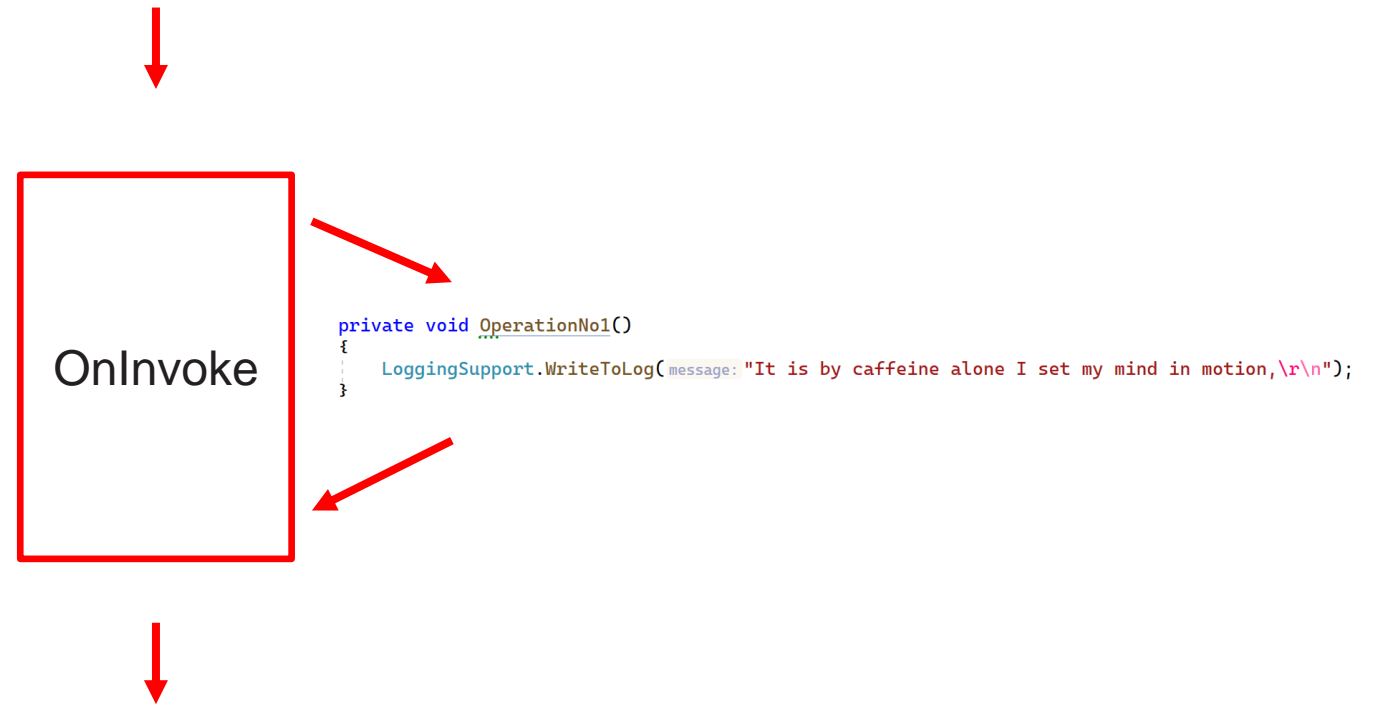 OnInvoke
private void OperationNo1()
{
LoggingSupport.WriteToLog( message: "It is by caffeine alone I set my mind in motion,\r\n");
}